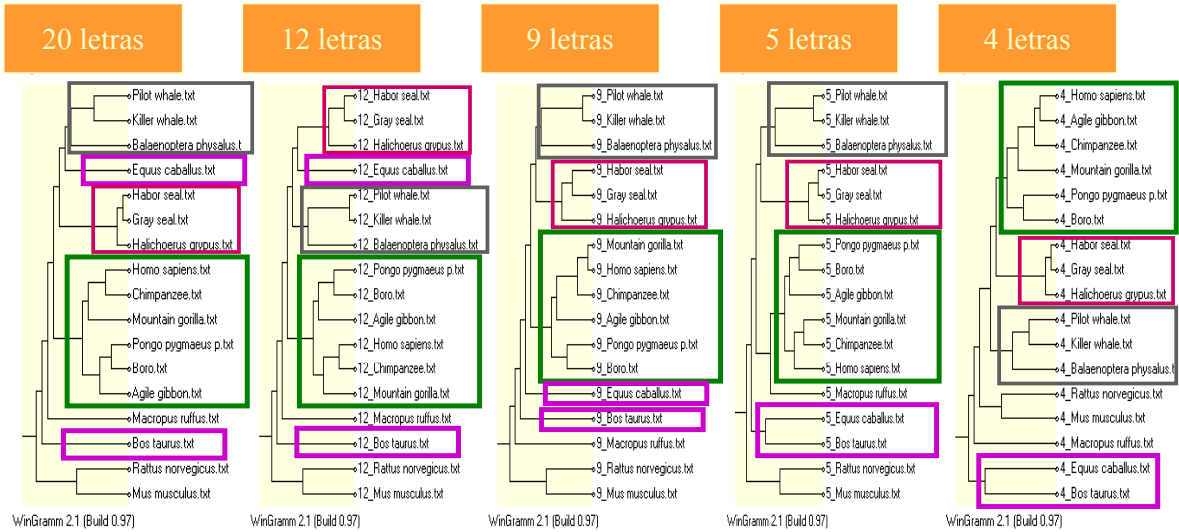 20 letras
Pilot whale.txt
Killer whale.txt
Balaenoptera physalus.t
Equus caballus.txt
Habor seal.txt
Gray seal.txt
Halichoerus grypus.txt
Homo sapiens.txt
Chimpanzee.txt
Mountain gorilla.txt
Pongo pygmaeus p.txt
Boro.txt
Agile gibbon.txt
Macropus ruffus.txt
Bos taurus.txt
Rattus norvegicus.txt
Mus musculus.txt
WinGramm 2.1 (Build 0.97)
12 letras
12_Habor seal.txt
12_Gray seal.txt
12_Halichoerus grypus.txt
12_Equus caballus.txt
12_Pilot whale.txt
12_Killer whale.txt
12_Balaenoptera physalus.txt
12_Pongo pygmaeus p.txt
12_Boro.txt
12_Agile gibbon.txt
12_Homo sapiens.txt
12_Chimpanzee.txt
12_Mountain gorilla.txt
12_Macropus ruffus.txt
12_Bos taurus.txt
12_Rattus norvegicus.txt
12_Mus musculus.txt
WinGramm 2.1 (Build 0.97)
9 letras
9_Pilot whale.txt
9_Killer whale.txt
9_Balaenoptera physalus.txt
9_Habor seal.txt
9_Gray seal.txt
9_Halichoerus grypus.txt
9_Mountain gorilla.txt
9_Homo sapiens.txt
9_Chimpanzee.txt
9_Agile gibbon.txt
9_Pongo pygmaeus p.txt
9_Boro.txt
9_Equus caballus.txt
9_Bos taurus.txt
9_Macropus ruffus.txt
9_Rattus norvegicus.txt
9_Mus musculus.txt
WinGramm 2.1 (Build 0.97)
5 letras
5_Pilot whale.txt
5_Killer whale.txt
5_Balaenoptera physalus.txt
5_Habor seal.txt
5_Gray seal.txt
5_Halichoerus grypus.txt
5_Pongo pygmaeus p.txt
5_Boro.txt
5_Agile gibbon.txt
5_Mountain gorilla.txt
5_Chimpanzee.txt
5_Homo sapiens.txt
5_Macropus ruffus.txt
5_Equus caballus.txt
5_Bos taurus.txt
5_Rattus norvegicus.txt
5_Mus musculus.txt
WinGramm 2.1 (Build 0.97)
4 letras
4_Homo sapiens.txt
4_Agile gibbon.txt
4_Chimpanzee.txt
4_Mountain gorilla.txt
4_Pongo pygmaeus p.txt
4_Boro.txt
4_Habor seal.txt
4_Gray seal.txt
4_Halichoerus grypus.txt
4_Pilot whale.txt
4_Killer whale.txt
4_Balaenoptera physalus.t
4_Rattus norvegicus.txt
4_Mus musculus.txt
4_Macropus ruffus.txt
4_Equus caballus.txt
4_Bos taurus.txt
WinGramm 2.1 (Build 0.97)